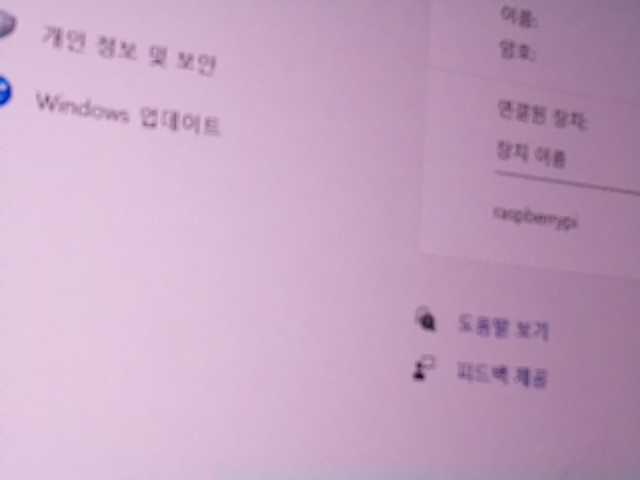 개인 정보 및 보안
Windows 업데이트
이름:
암호:
연결된 장치:
장치 이름
raspberrypi
도움말 보기
피드백 제공